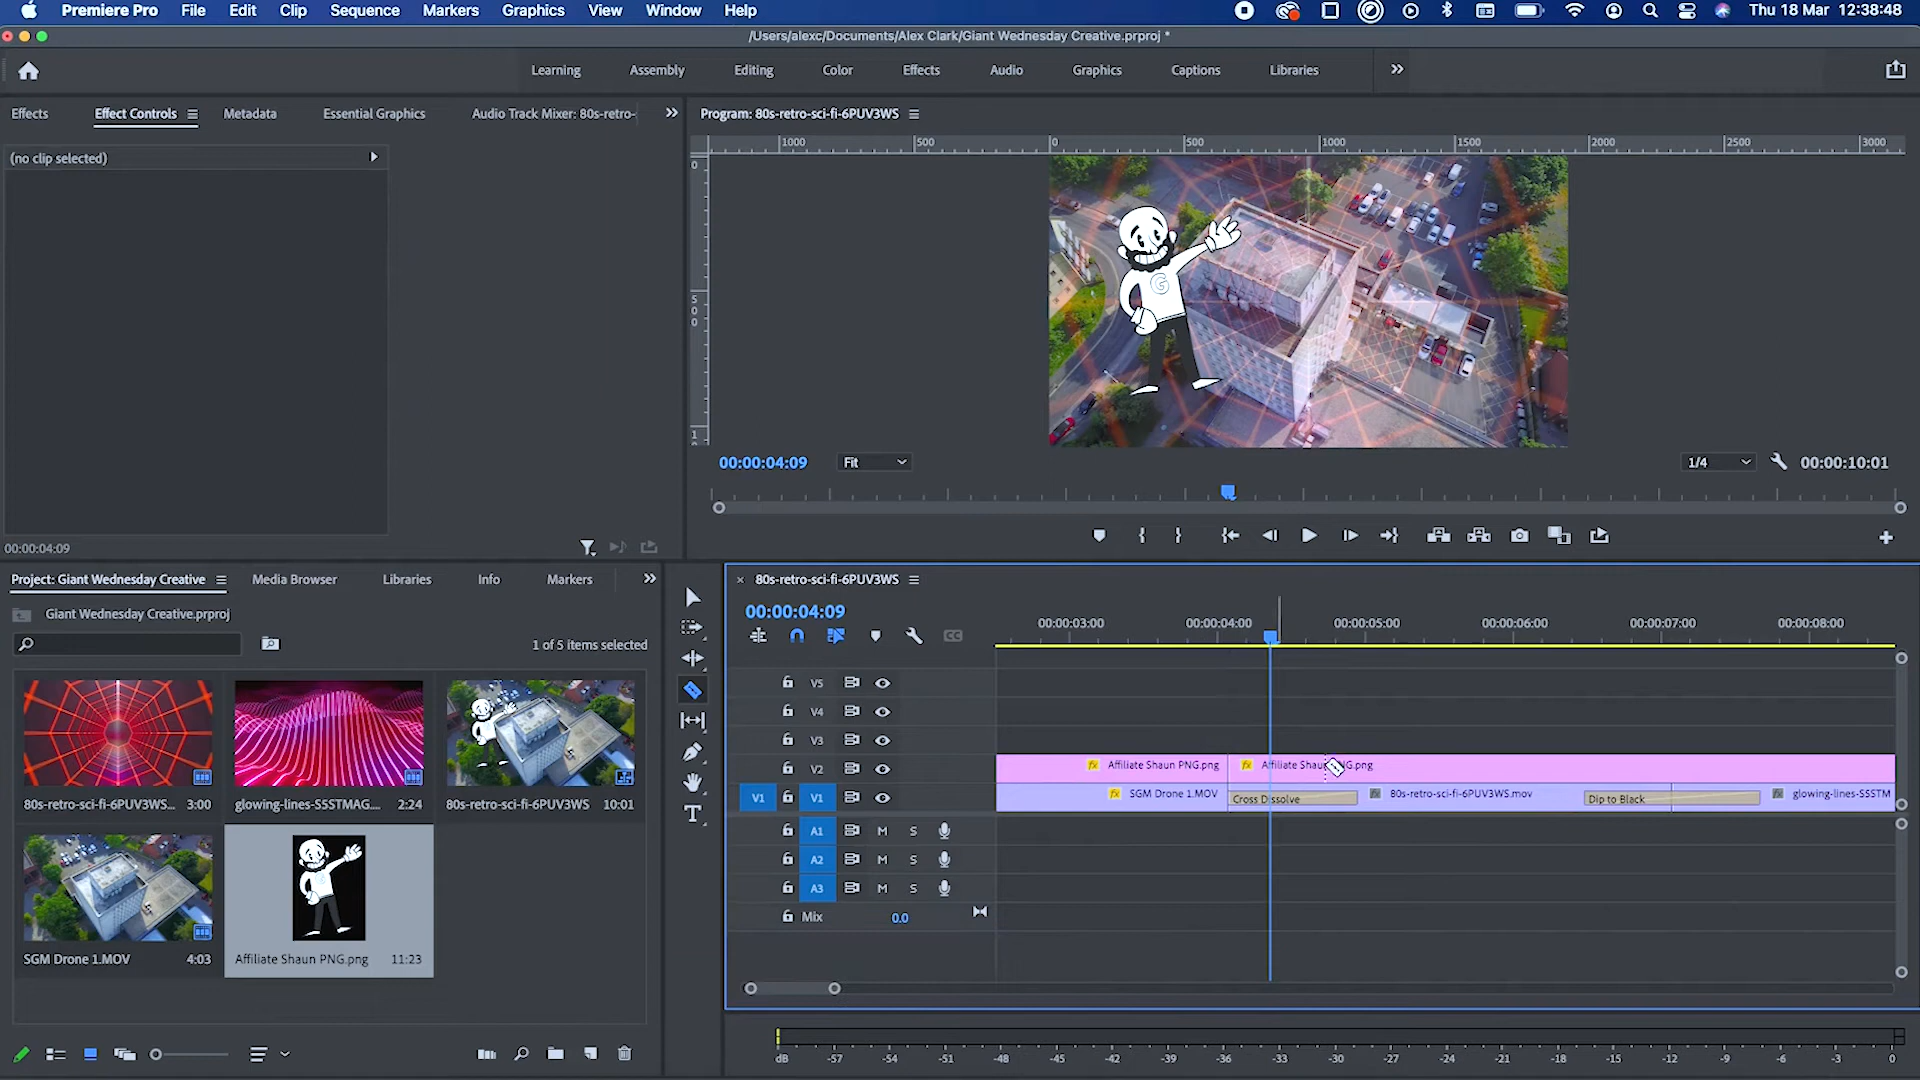 Premiere Pro File Edit Clip Sequence Markers Graphics View Window Help Thu 18 Mar 12:38:48
/Users/alexc/Documents/Alex Clark/Giant Wednesday Creative.prproj *
Learning Assembly Editing Color Effects Audio Graphics Captions Libraries
Effects Effect Controls Metadata Essential Graphics Audio Track Mixer: 80s-retro-
Program: 80s-retro-sci-fi-6PUV3WS
1000 500 0 500 1000 1500 2000 2500 3000
(no clip selected)
0
500
1
G
00:00:04:09 Fit 1/4 00:00:10:01
00:00:04:09
Project: Giant Wednesday Creative Media Browser Libraries Info Markers
Giant Wednesday Creative.prproj
1 of 5 items selected
80s-retro-sci-fi-6PUV3WS... 3:00
glowing-lines-S5STMAG... 2:24
80s-retro-sci-fi-6PUV3WS 10:01
SGM Drone 1.MOV 4:03
Affiliate Shaun PNG.png 11:23
80s-retro-sci-fi-6PUV3WS
00:00:04:09
00:00:03:00 00:00:04:00 00:00:05:00 00:00:06:00 00:00:07:00 00:00:08:00
CC
V5
V4
V3
V2 fx Affiliate Shaun PNG.png fx Affiliate Shaun
V1 V1 fx SGM Drone 1.MOV Cross Dissolve fx 80s-retro-sci-fi-6PUV3WS.mov Dip to Black fx glowing-lines-S5STM
A1 M S
A2 M S
A3 M S
Mix 0.0
dB -57 -54 -51 -48 -45 -42 -39 -36 -33 -30 -27 -24 -21 -18 -15 -12 -9 -6 -3 0